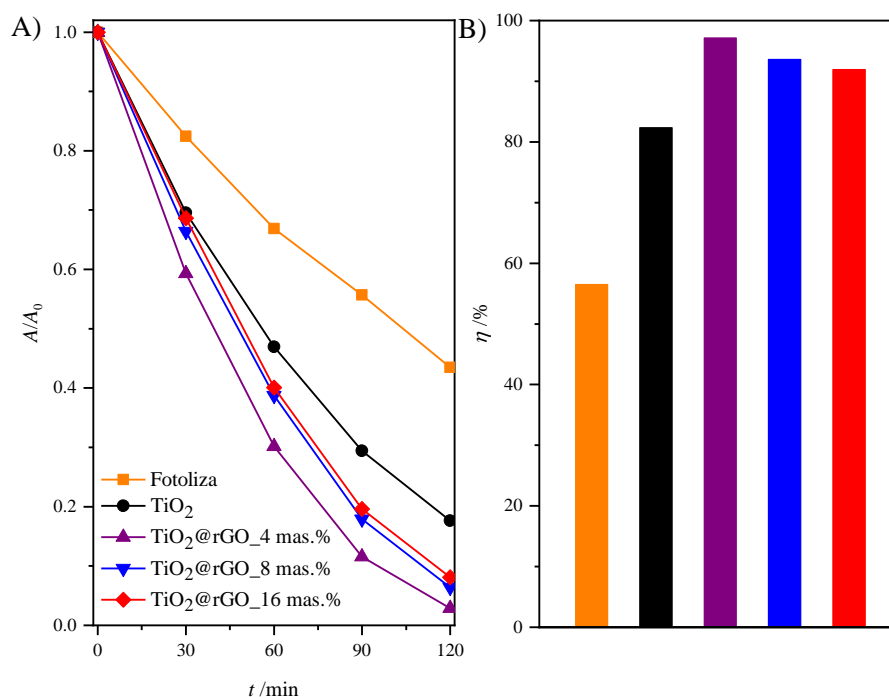 A)
1.0
0.8
0.6
0.4
0.2
0.0
A/A₀
Fotoliza
TiO₂
TiO₂@rGO_4 mas.%
TiO₂@rGO_8 mas.%
TiO₂@rGO_16 mas.%
0 30 60 90 120
t /min
B)
100
80
60
40
20
0
η /%